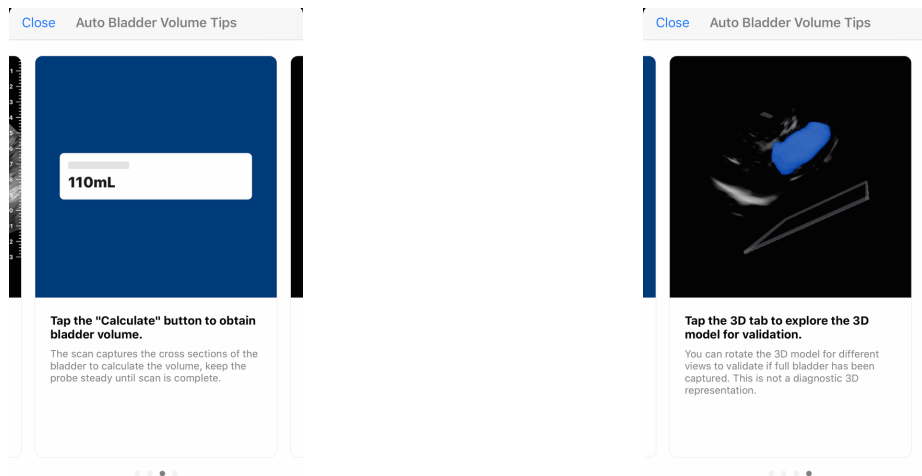 Close Auto Bladder Volume Tips
110mL
Tap the "Calculate" button to obtain
bladder volume.
The scan captures the cross sections of the
bladder to calculate the volume, keep the
probe steady until scan is complete.
Close Auto Bladder Volume Tips
Tap the 3D tab to explore the 3D
model for validation.
You can rotate the 3D model for different
views to validate if full bladder has been
captured. This is not a diagnostic 3D
representation.